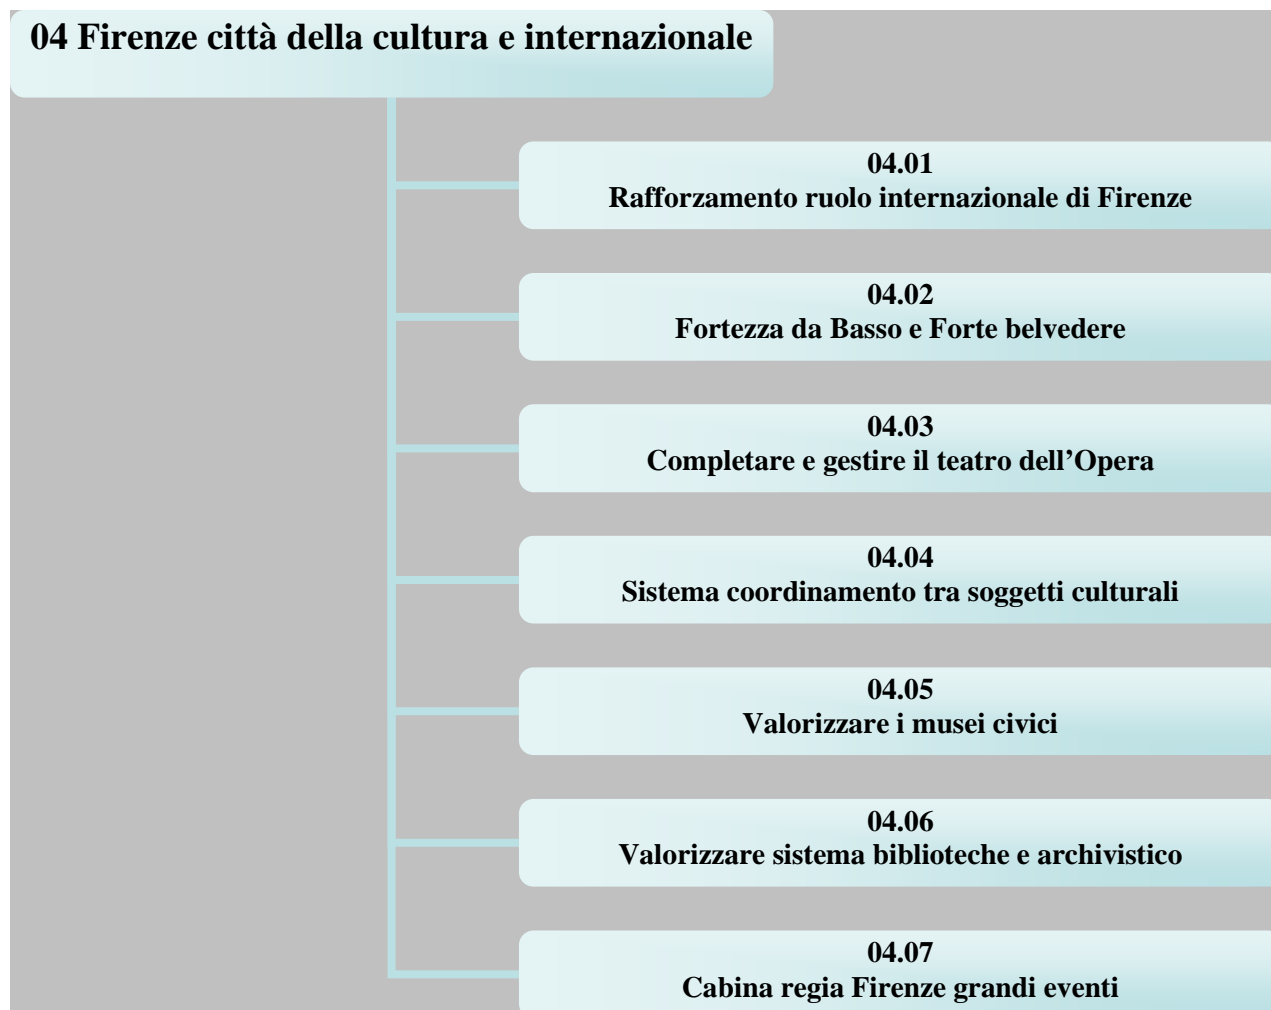 04 Firenze città della cultura e internazionale
04.01
Rafforzamento ruolo internazionale di Firenze
04.02
Fortezza da Basso e Forte belvedere
04.03
Completare e gestire il teatro dell’Opera
04.04
Sistema coordinamento tra soggetti culturali
04.05
Valorizzare i musei civici
04.06
Valorizzare sistema biblioteche e archivistico
04.07
Cabina regia Firenze grandi eventi